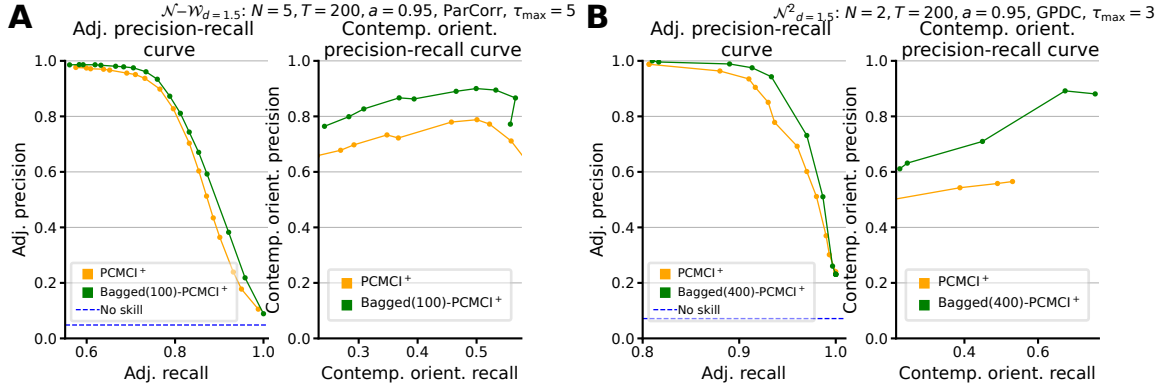 A
𝒩–𝒲d=1.5: N = 5, T = 200, a = 0.95, ParCorr, τmax = 5
Adj. precision-recall
curve
Contemp. orient.
precision-recall curve
Adj. precision
1.0
0.8
0.6
0.4
0.2
0.0
PCMCI+
Bagged(100)-PCMCI+
No skill
0.6 0.8 1.0
Adj. recall
Contemp. orient. precision
1.0
0.8
0.6
0.4
0.2
0.0
PCMCI+
Bagged(100)-PCMCI+
0.3 0.4 0.5
Contemp. orient. recall
B
𝒩²d=1.5: N = 2, T = 200, a = 0.95, GPDC, τmax = 3
Adj. precision-recall
curve
Contemp. orient.
precision-recall curve
Adj. precision
1.0
0.8
0.6
0.4
0.2
0.0
PCMCI+
Bagged(400)-PCMCI+
No skill
0.8 0.9 1.0
Adj. recall
Contemp. orient. precision
1.0
0.8
0.6
0.4
0.2
0.0
PCMCI+
Bagged(400)-PCMCI+
0.4 0.6
Contemp. orient. recall